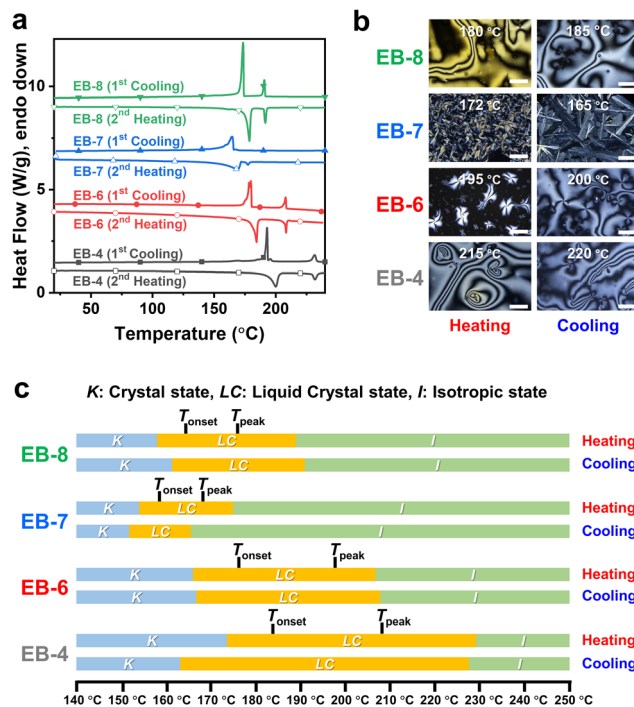 a
Heat Flow (W/g), endo down
10
5
0
EB-8 (1st Cooling)
EB-8 (2nd Heating)
EB-7 (1st Cooling)
EB-7 (2nd Heating)
EB-6 (1st Cooling)
EB-6 (2nd Heating)
EB-4 (1st Cooling)
EB-4 (2nd Heating)
50 100 150 200
Temperature (°C)
b
EB-8 180 °C 185 °C
EB-7 172 °C 165 °C
EB-6 195 °C 200 °C
EB-4 215 °C 220 °C
Heating Cooling
c
K: Crystal state, LC: Liquid Crystal state, I: Isotropic state
Tonset Tpeak
EB-8
K LC I Heating
K LC I Cooling
Tonset Tpeak
EB-7
K LC I Heating
K LC I Cooling
Tonset Tpeak
EB-6
K LC I Heating
K LC I Cooling
Tonset Tpeak
EB-4
K LC I Heating
K LC I Cooling
140 °C 150 °C 160 °C 170 °C 180 °C 190 °C 200 °C 210 °C 220 °C 230 °C 240 °C 250 °C